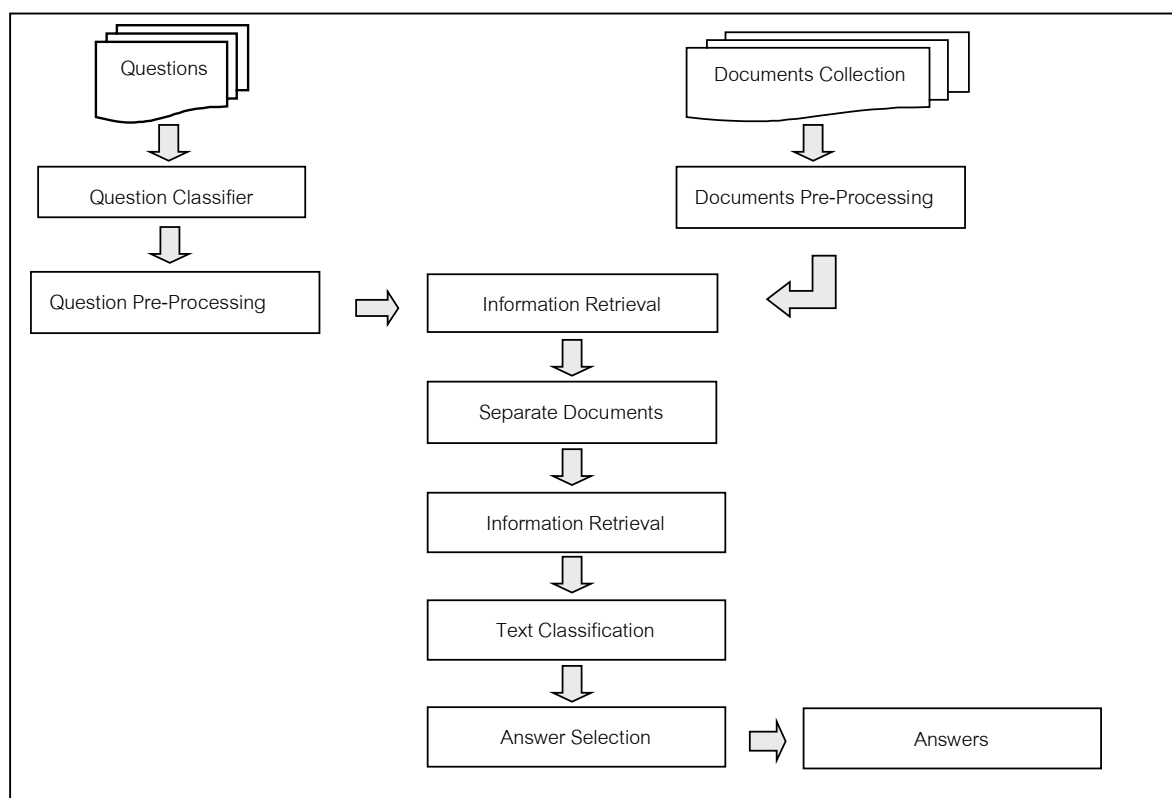 Questions
Documents Collection
Question Classifier
Documents Pre-Processing
Question Pre-Processing
Information Retrieval
Separate Documents
Information Retrieval
Text Classification
Answer Selection
Answers